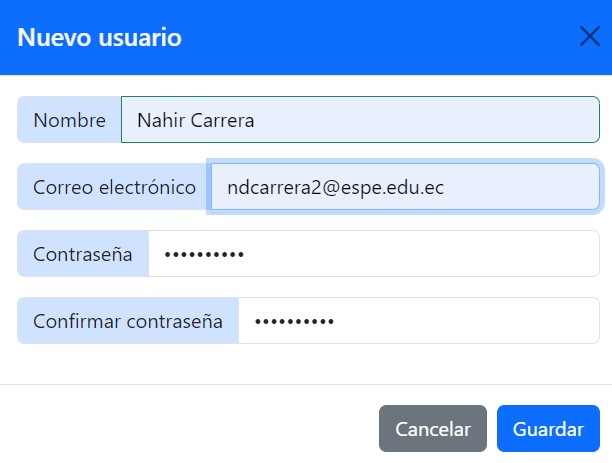 Nuevo usuario
Nombre Nahir Carrera
Correo electrónico ndcarrera2@espe.edu.ec
Contraseña ••••••••••
Confirmar contraseña ••••••••••
Cancelar Guardar